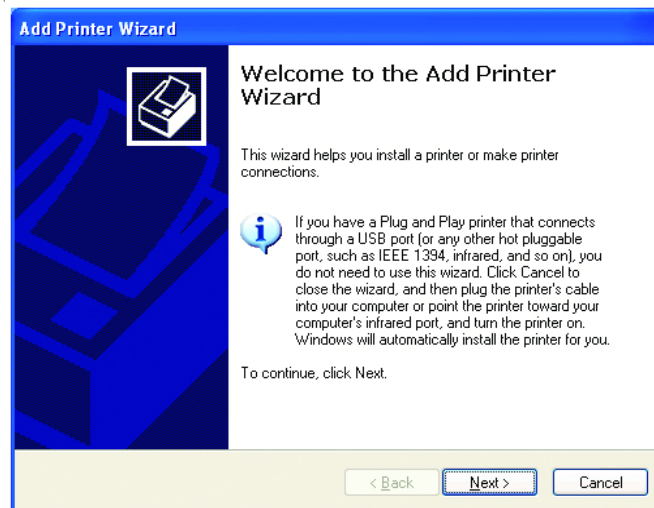 Add Printer Wizard
Welcome to the Add Printer
Wizard
This wizard helps you install a printer or make printer
connections.
If you have a Plug and Play printer that connects
through a USB port (or any other hot pluggable
port, such as IEEE 1394, infrared, and so on), you
do not need to use this wizard. Click Cancel to
close the wizard, and then plug the printer's cable
into your computer or point the printer toward your
computer's infrared port, and turn the printer on.
Windows will automatically install the printer for you.
To continue, click Next.
< Back Next > Cancel